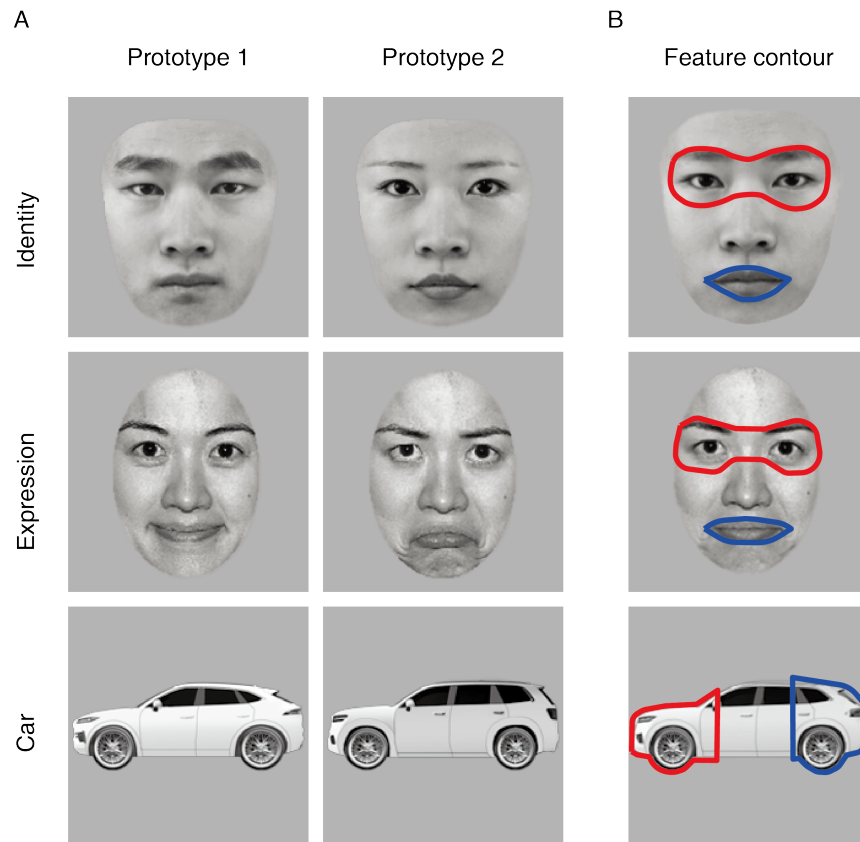 A
B
Prototype 1
Prototype 2
Feature contour
Identity
Expression
Car